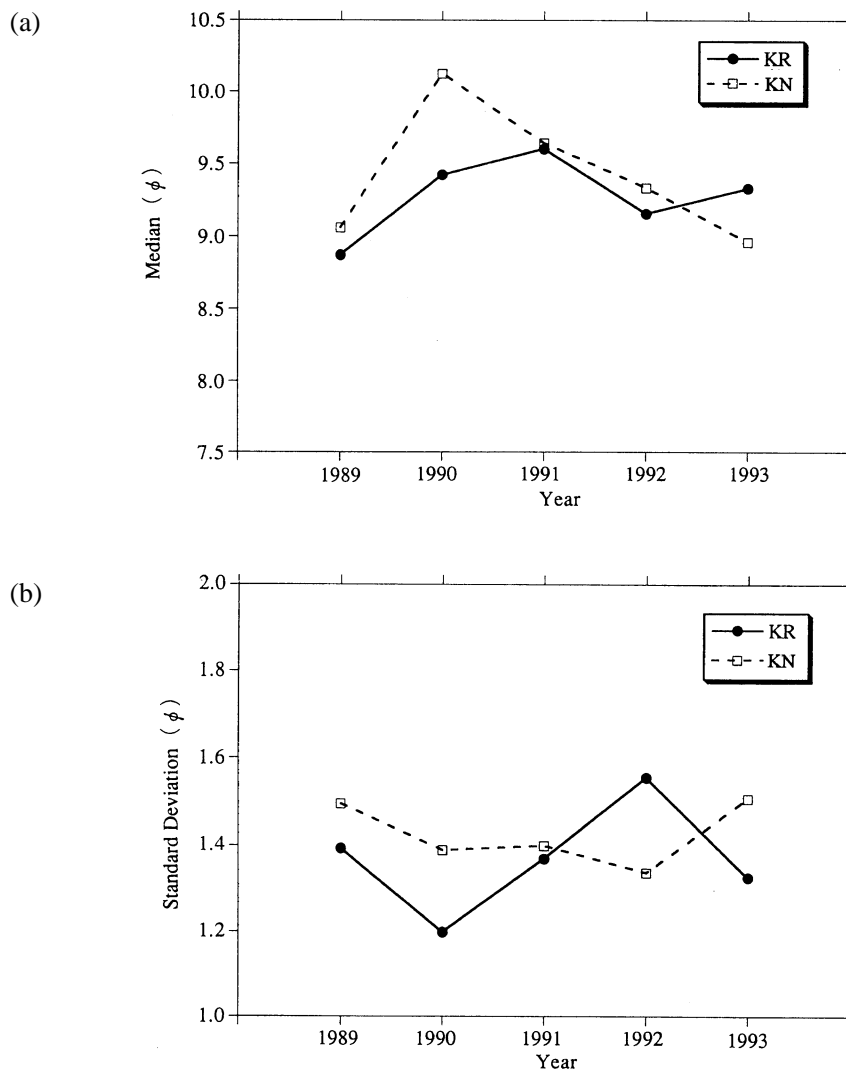 (a)
Median ( φ )
10.5
10.0
9.5
9.0
8.5
8.0
7.5
KR
KN
1989 1990 1991 1992 1993
Year
(b)
Standard Deviation ( φ )
2.0
1.8
1.6
1.4
1.2
1.0
KR
KN
1989 1990 1991 1992 1993
Year